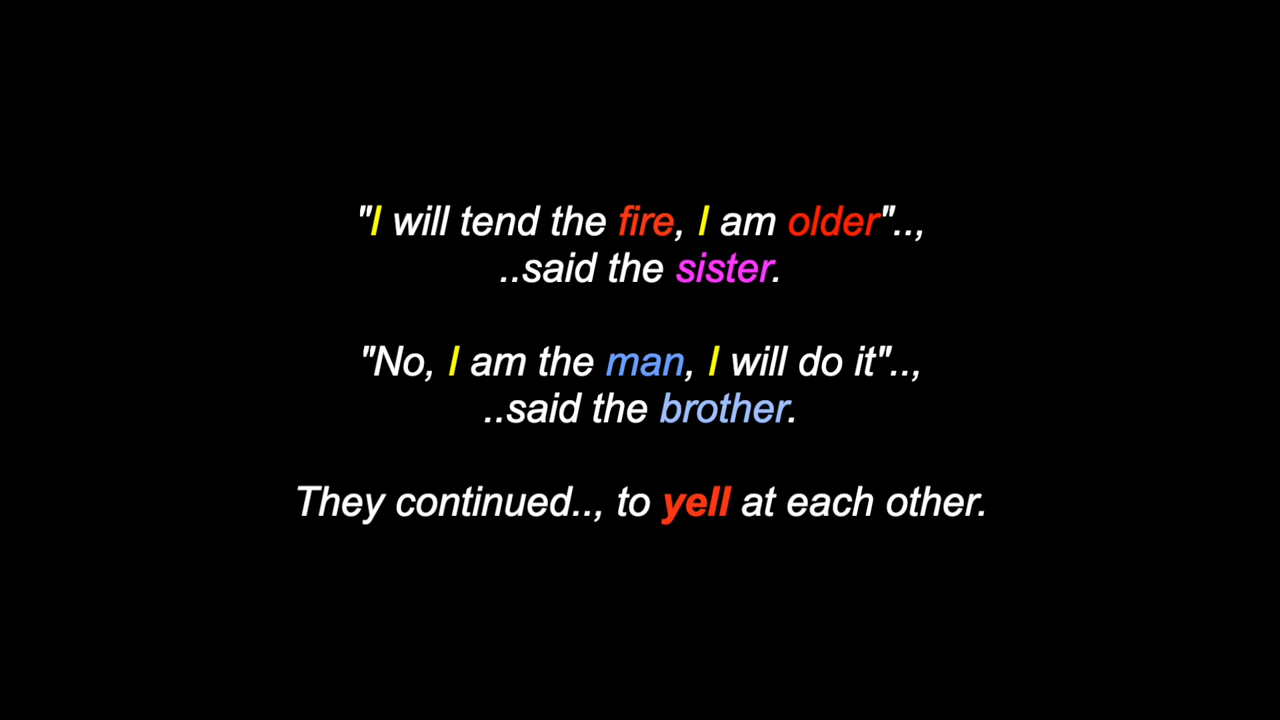 "I will tend the fire, I am older"..,
..said the sister.
"No, I am the man, I will do it"..,
..said the brother.
They continued.., to yell at each other.